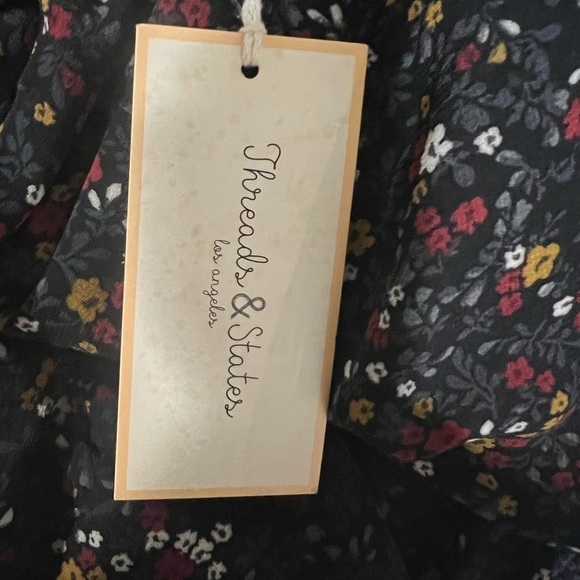 Threads & States
los angeles